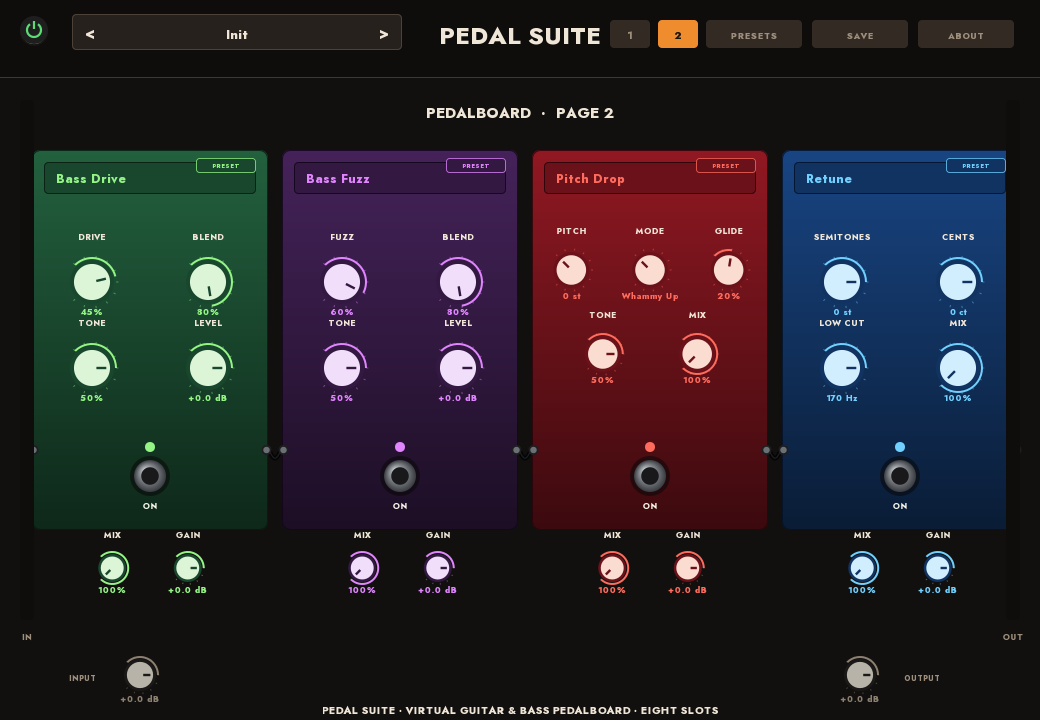 < Init > PEDAL SUITE 1 2 PRESETS SAVE ABOUT
PEDALBOARD · PAGE 2
PRESET PRESET PRESET PRESET
Bass Drive Bass Fuzz Pitch Drop Retune
DRIVE BLEND FUZZ BLEND PITCH MODE GLIDE SEMITONES CENTS
0 st Whammy Up 20%
45% 80% 60% 80% 0 st 0 ct
TONE LEVEL TONE LEVEL TONE MIX LOW CUT MIX
50% 100%
50% +0.0 dB 50% +0.0 dB 170 Hz 100%
ON ON ON ON
MIX GAIN MIX GAIN MIX GAIN MIX GAIN
100% +0.0 dB 100% +0.0 dB 100% +0.0 dB 100% +0.0 dB
IN OUT
INPUT OUTPUT
+0.0 dB +0.0 dB
PEDAL SUITE · VIRTUAL GUITAR & BASS PEDALBOARD · EIGHT SLOTS